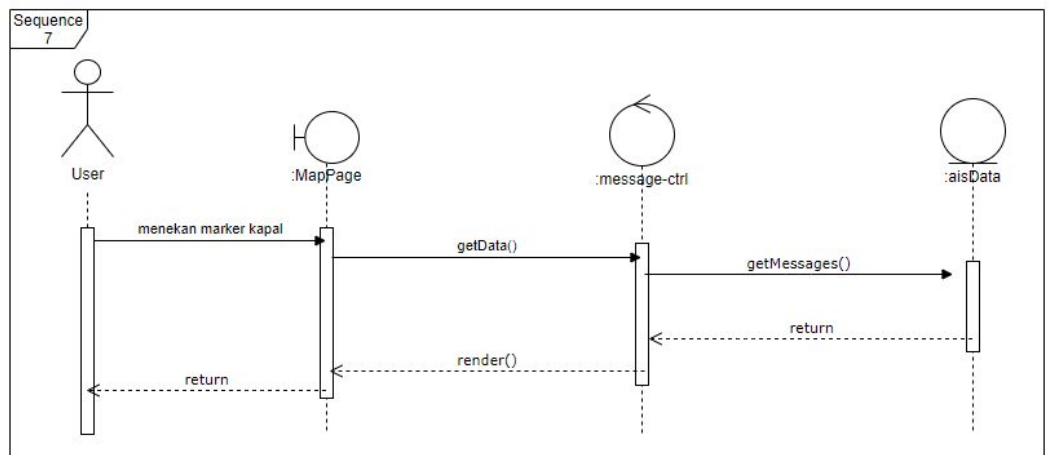 Sequence
7
User
:MapPage
:message-ctrl
:aisData
menekan marker kapal
getData()
getMessages()
return
render()
return